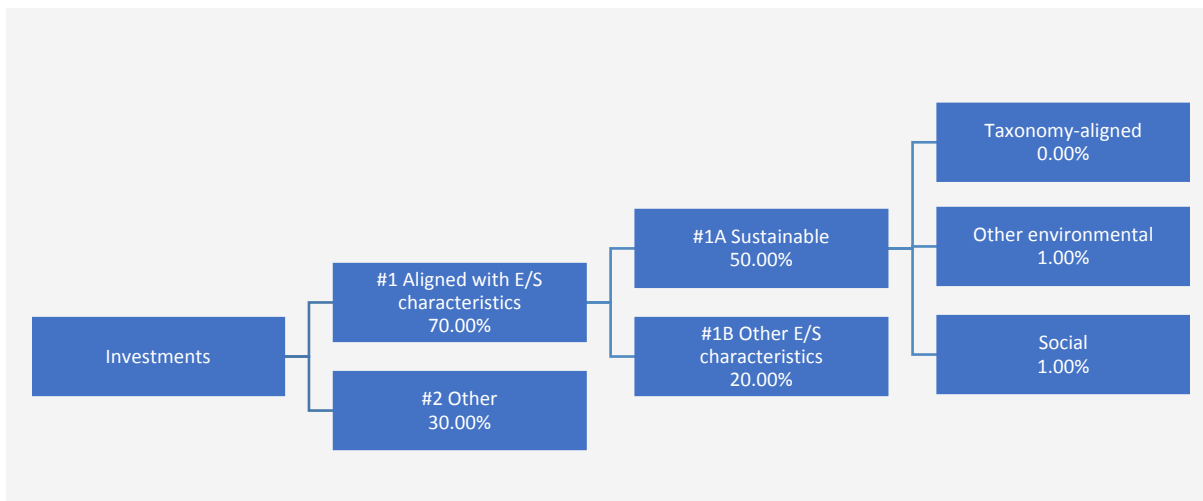 Investments
#1 Aligned with E/S
characteristics
70.00%
#2 Other
30.00%
#1A Sustainable
50.00%
#1B Other E/S
characteristics
20.00%
Taxonomy-aligned
0.00%
Other environmental
1.00%
Social
1.00%